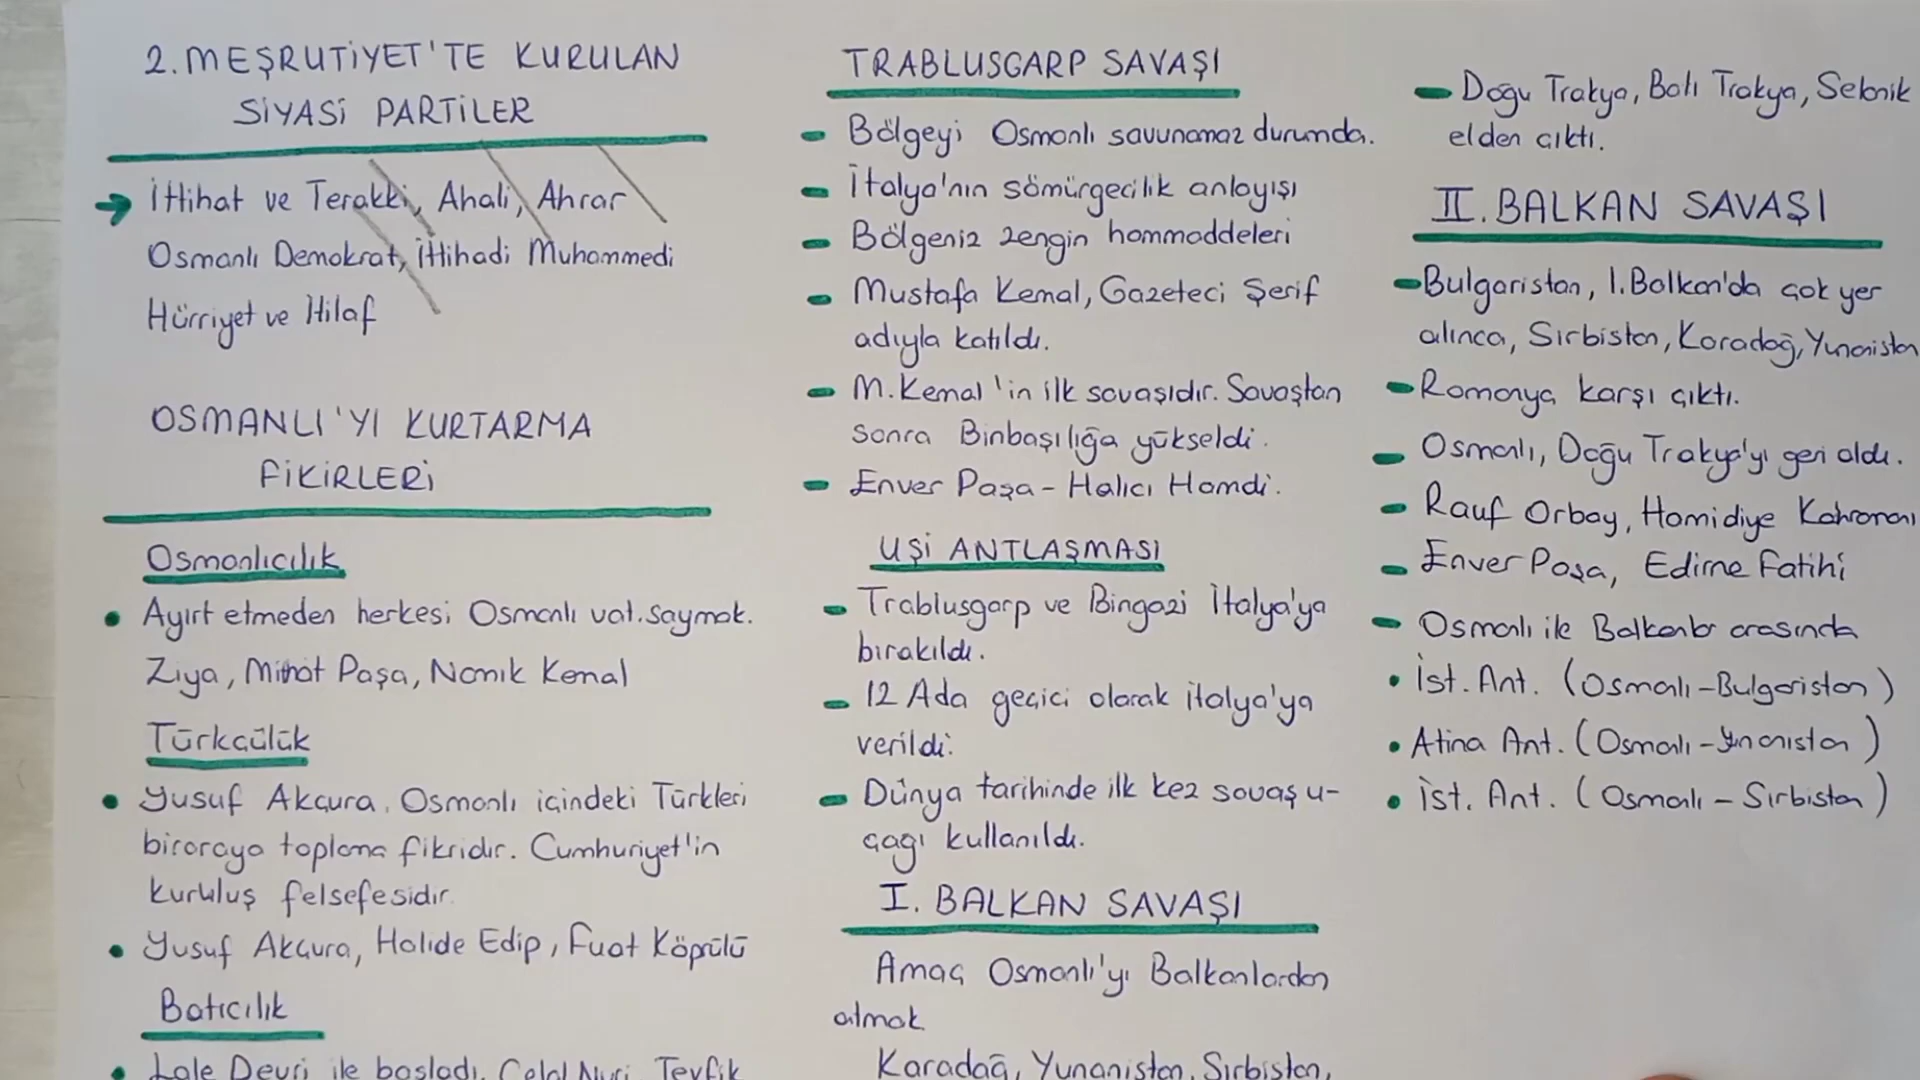 2. MEŞRUTİYET'TE KURULAN
SİYASİ PARTİLER
İttihat ve Terakki, Ahali, Ahrar
Osmanlı Demokrat, İttihadi Muhammedi
Hürriyet ve İtilaf
OSMANLI'YI KURTARMA
FİKİRLERİ
Osmanlıcılık
Ayırt etmeden herkesi Osmanlı vat. saymak.
Ziya, Mithat Paşa, Namık Kemal
Türkçülük
Yusuf Akçura. Osmanlı içindeki Türkleri
biraraya toplama fikridir. Cumhuriyet'in
kuruluş felsefesidir.
Yusuf Akçura, Halide Edip, Fuat Köprülü
Batıcılık
Lale Devri ile başladı. Celal Nuri, Tevfik
TRABLUSGARP SAVAŞI
Bölgeyi Osmanlı savunamaz durumda.
İtalya'nın sömürgecilik anlayışı
Bölgeniz zengin hammaddeleri
Mustafa Kemal, Gazeteci Şerif
adıyla katıldı.
M. Kemal'in ilk savaşıdır. Savaştan
sonra Binbaşılığa yükseldi.
Enver Paşa - Halıcı Hamdi.
UŞİ ANTLAŞMASI
Trablusgarp ve Bingazi İtalya'ya
bırakıldı.
12 Ada geçici olarak italya'ya
verildi.
Dünya tarihinde ilk kez savaş u-
çağı kullanıldı.
I. BALKAN SAVAŞI
Amaç Osmanlı'yı Balkanlardan
atmak
Karadağ, Yunanistan, Sırbistan,
Doğu Trakya, Batı Trakya, Selanik
elden çıktı.
II. BALKAN SAVAŞI
Bulgaristan, 1. Balkan'da çok yer
alınca, Sırbistan, Karadağ, Yunanistan
Romanya karşı çıktı.
Osmanlı, Doğu Trakya'yı geri aldı.
Rauf Orbay, Hamidiye Kahramanı
Enver Paşa, Edirne Fatihi
Osmanlı ile Balkanlar arasında
İst. Ant. (Osmanlı - Bulgaristan)
Atina Ant. (Osmanlı - Yunanistan)
İst. Ant. (Osmanlı - Sırbistan)